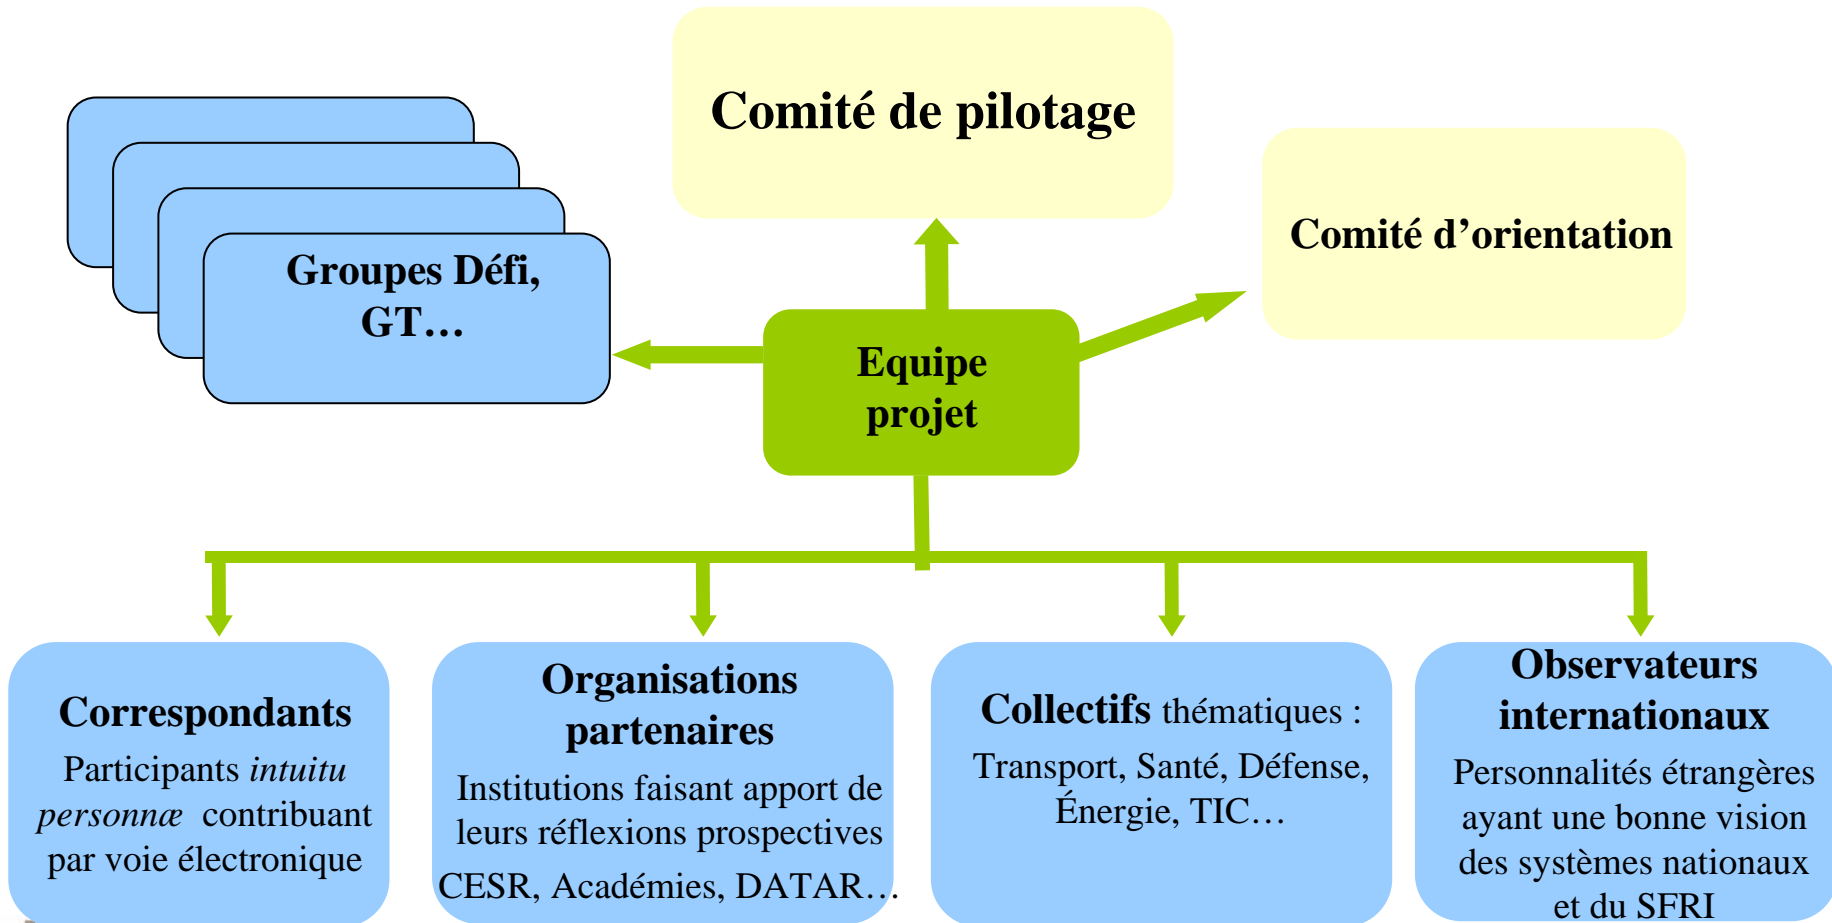 Comité de pilotage
Comité d’orientation
Groupes Défi,
GT…
Equipe
projet
Correspondants
Participants intuitu
personnæ contribuant
par voie électronique
Organisations
partenaires
Institutions faisant apport de
leurs réflexions prospectives
CESR, Académies, DATAR…
Collectifs thématiques :
Transport, Santé, Défense,
Énergie, TIC…
Observateurs
internationaux
Personnalités étrangères
ayant une bonne vision
des systèmes nationaux
et du SFRI